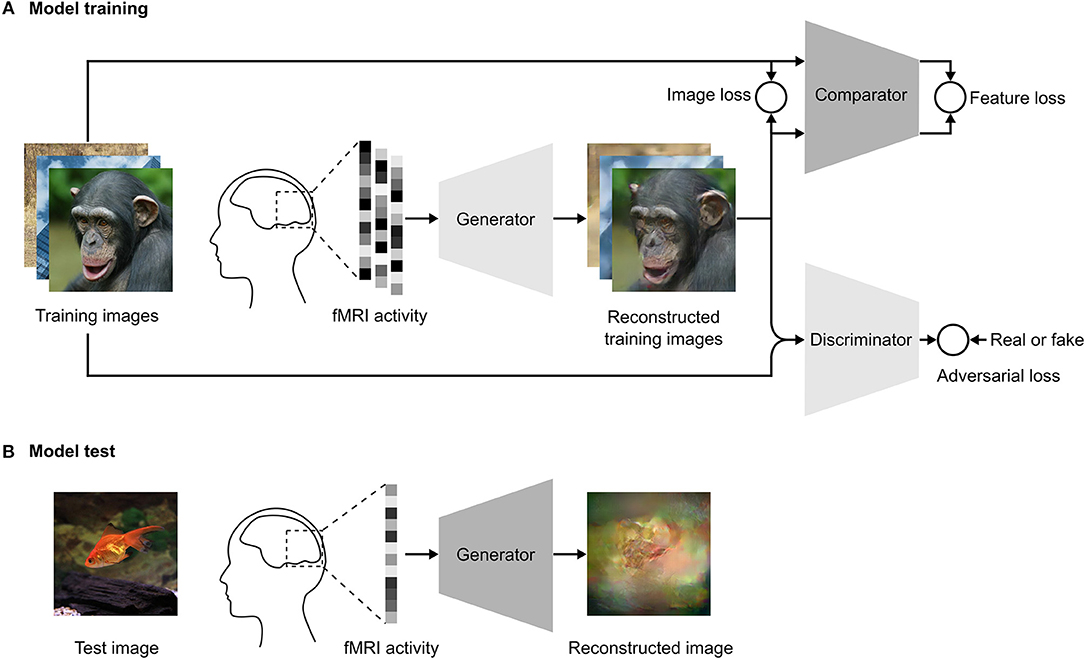 A Model training
Image loss
Comparator
Feature loss
Generator
Training images
fMRI activity
Reconstructed
training images
Discriminator
Real or fake
Adversarial loss
B Model test
Generator
Test image
fMRI activity
Reconstructed image